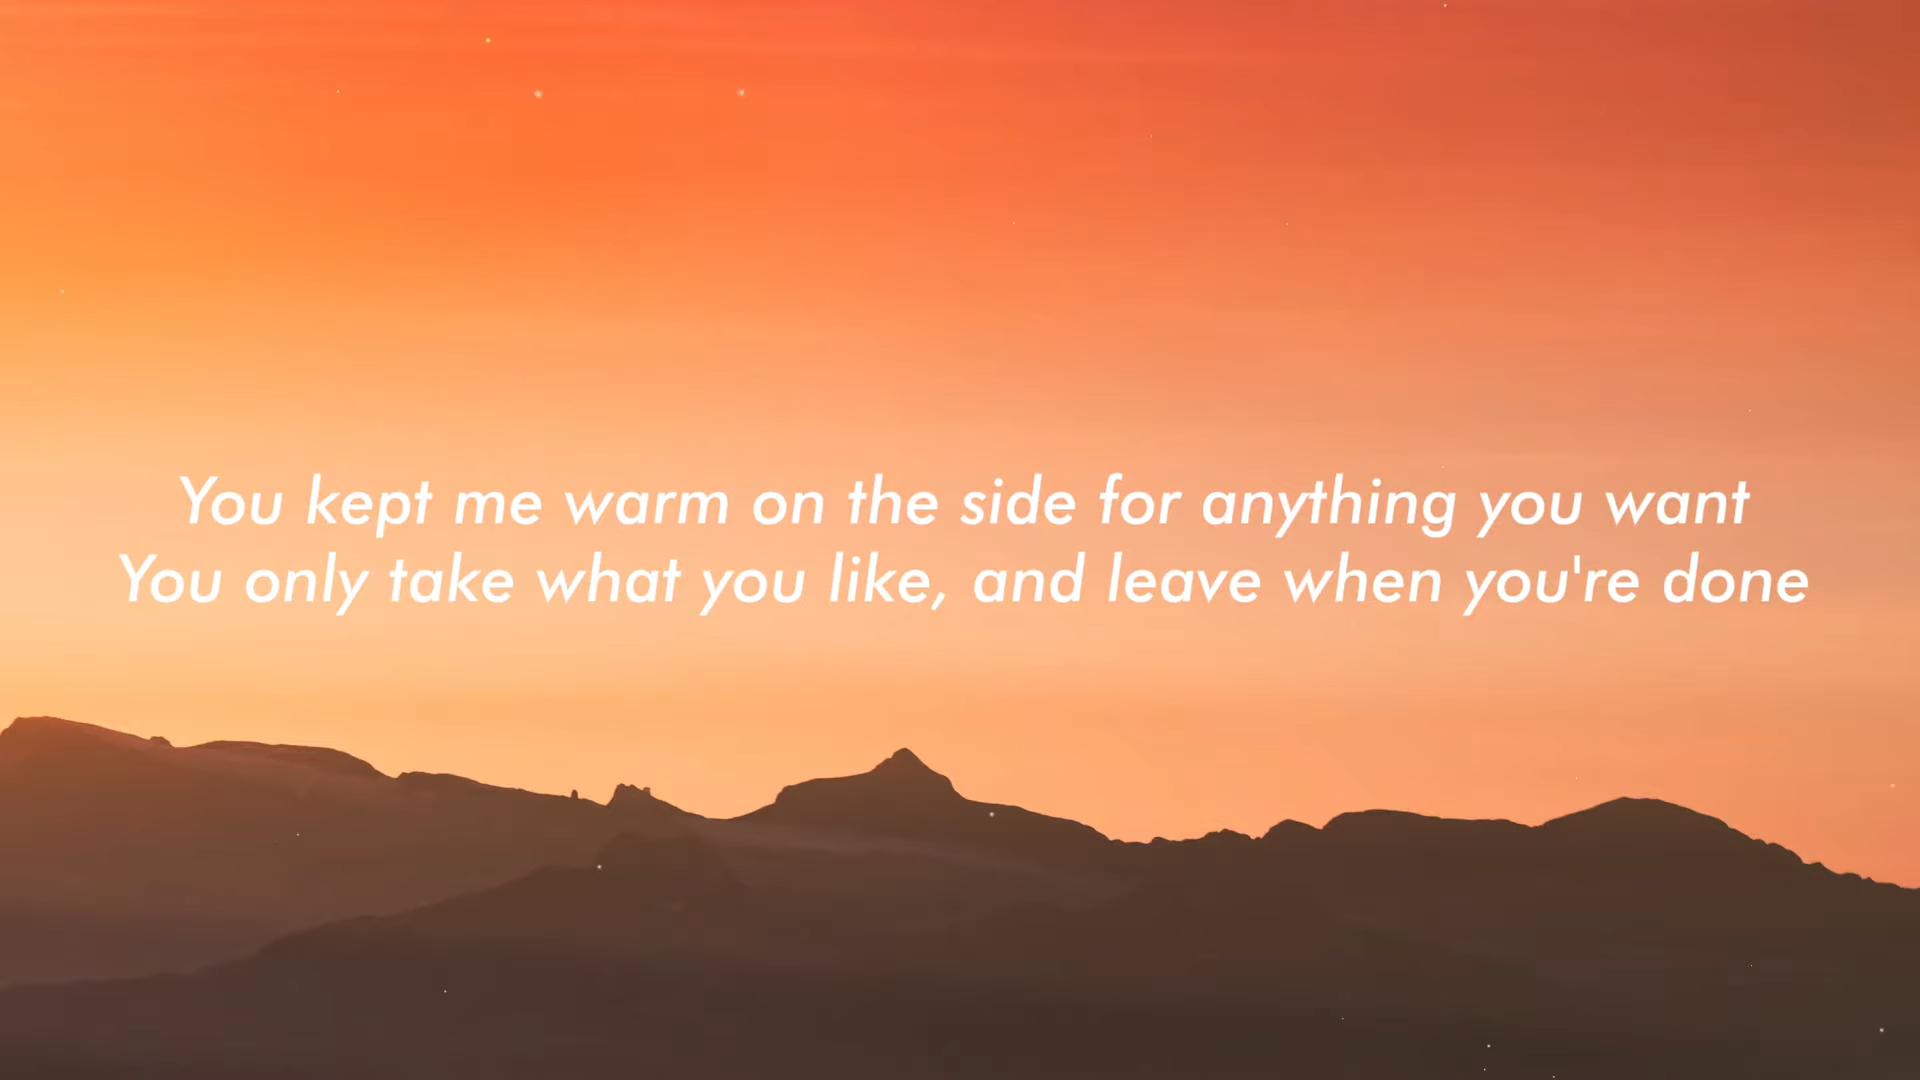 You kept me warm on the side for anything you want
You only take what you like, and leave when you're done